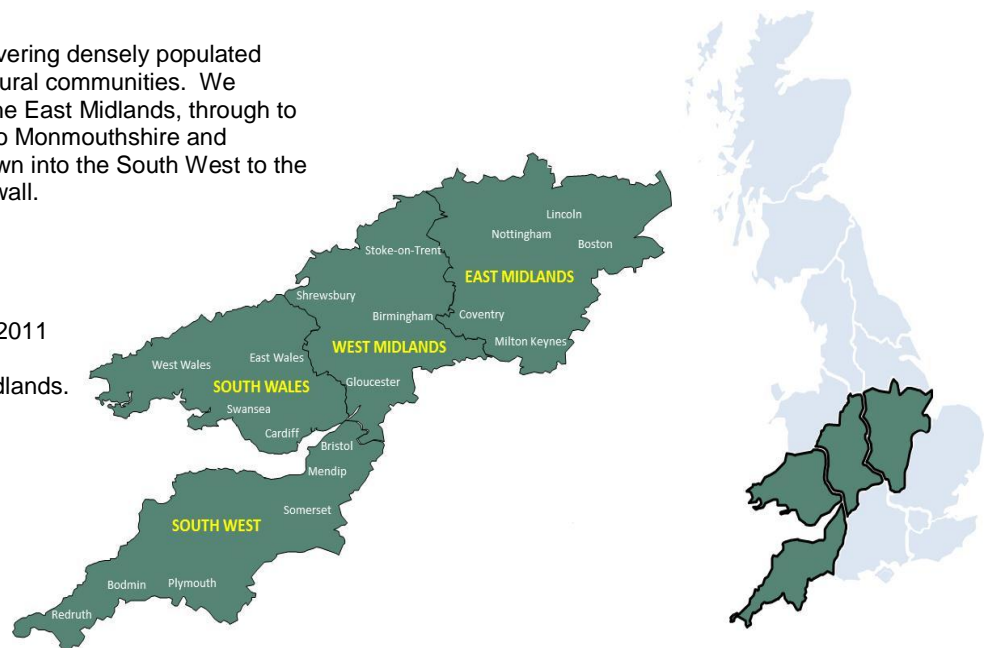 vering densely populated
ural communities. We
ne East Midlands, through to
o Monmouthshire and
wn into the South West to the
wall.
2011
dlands.
Lincoln
Nottingham
Boston
Stoke-on-Trent
EAST MIDLANDS
Shrewsbury
Birmingham
Coventry
WEST MIDLANDS
Milton Keynes
West Wales
East Wales
SOUTH WALES
Gloucester
Swansea
Cardiff
Bristol
Mendip
Somerset
SOUTH WEST
Bodmin
Plymouth
Redruth